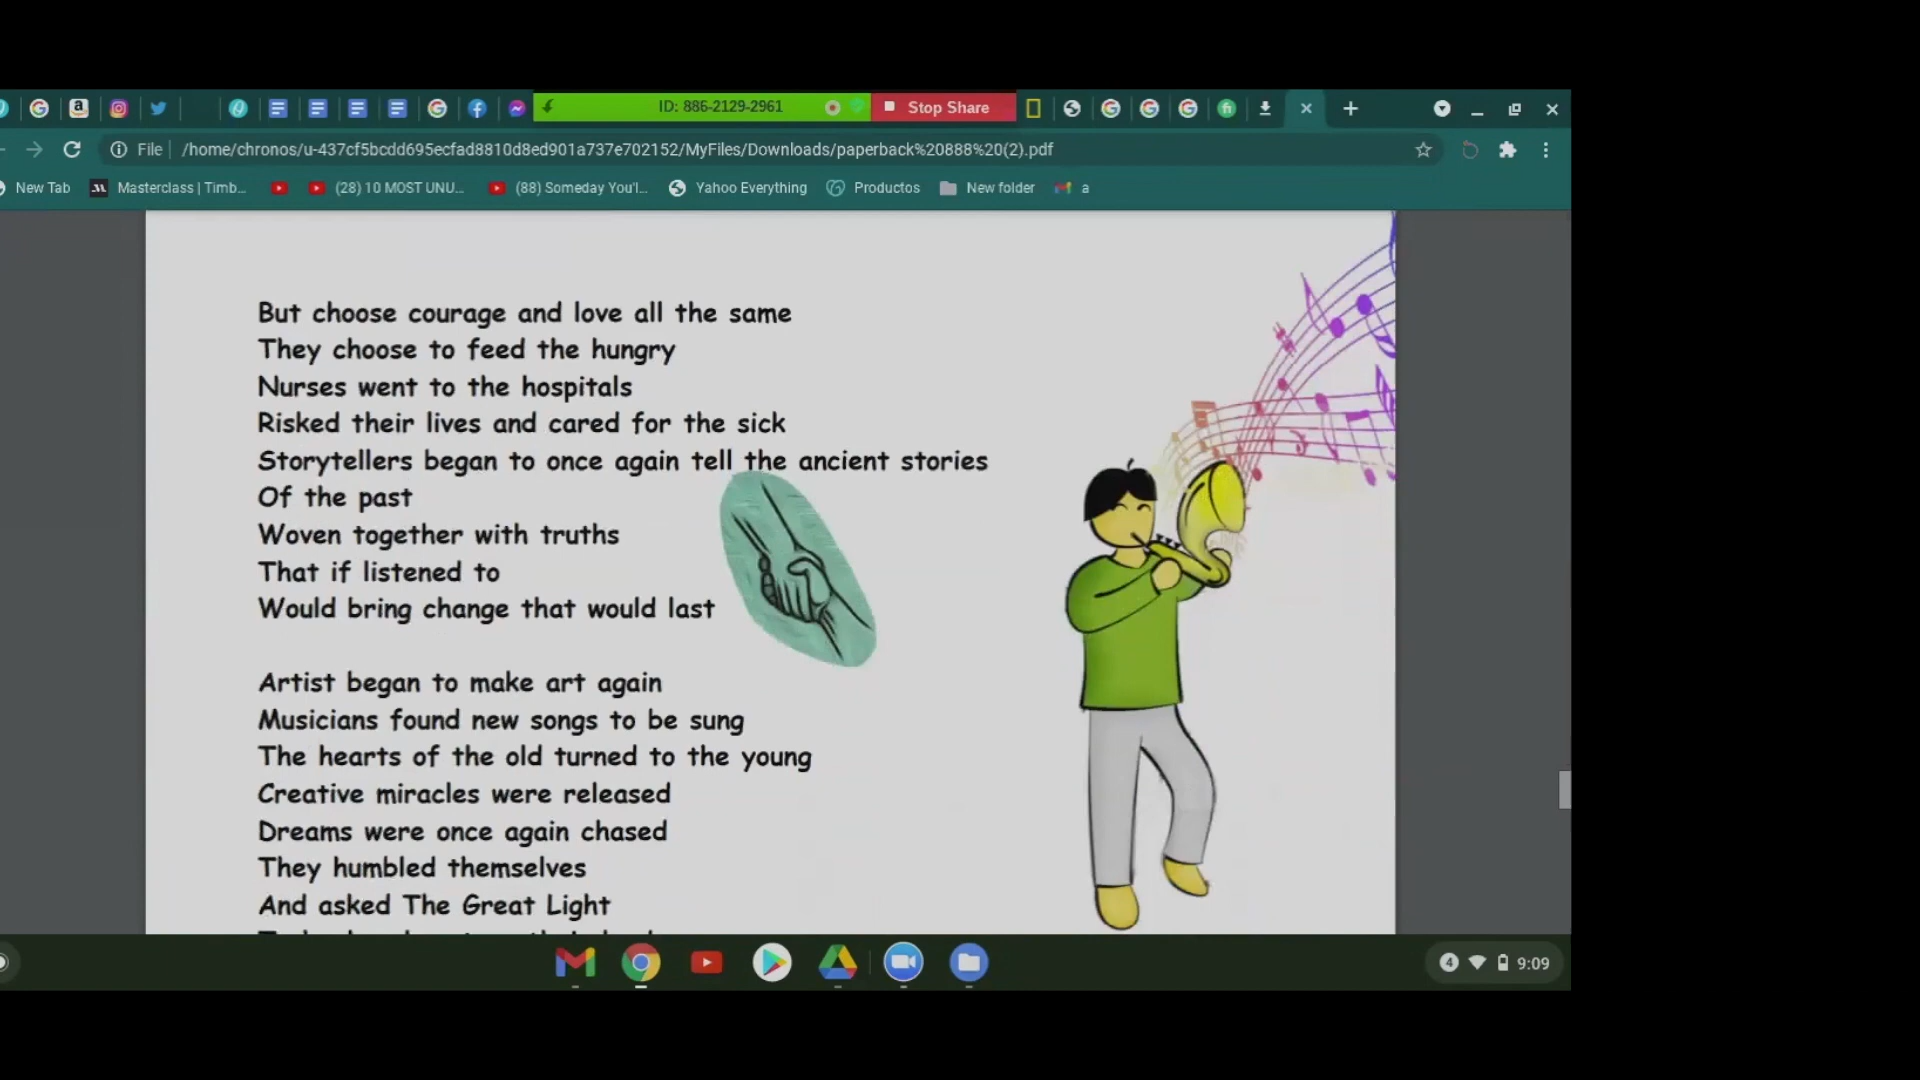 ID: 886-2129-2961
Stop Share
File
/home/chronos/u-437cf5bcdd695ecfad8810d8ed901a737e702152/MyFiles/Downloads/paperback%20888%20(2).pdf
New Tab
Masterclass | Timb...
(28) 10 MOST UNU...
(88) Someday You'l...
Yahoo Everything
Productos
New folder
a
But choose courage and love all the same
They choose to feed the hungry
Nurses went to the hospitals
Risked their lives and cared for the sick
Storytellers began to once again tell the ancient stories
Of the past
Woven together with truths
That if listened to
Would bring change that would last
Artist began to make art again
Musicians found new songs to be sung
The hearts of the old turned to the young
Creative miracles were released
Dreams were once again chased
They humbled themselves
And asked The Great Light
4
9:09